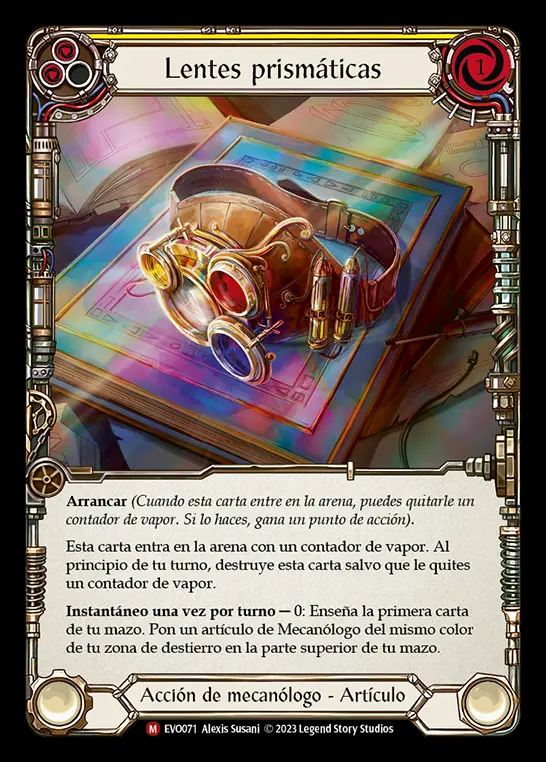 Lentes prismáticas
1
Arrancar (Cuando esta carta entre en la arena, puedes quitarle un
contador de vapor. Si lo haces, gana un punto de acción).
Esta carta entra en la arena con un contador de vapor. Al
principio de tu turno, destruye esta carta salvo que le quites
un contador de vapor.
Instantáneo una vez por turno — 0: Enseña la primera carta
de tu mazo. Pon un artículo de Mecanólogo del mismo color
de tu zona de destierro en la parte superior de tu mazo.
Acción de mecanólogo - Artículo
M EVO071 Alexis Susani © 2023 Legend Story Studios